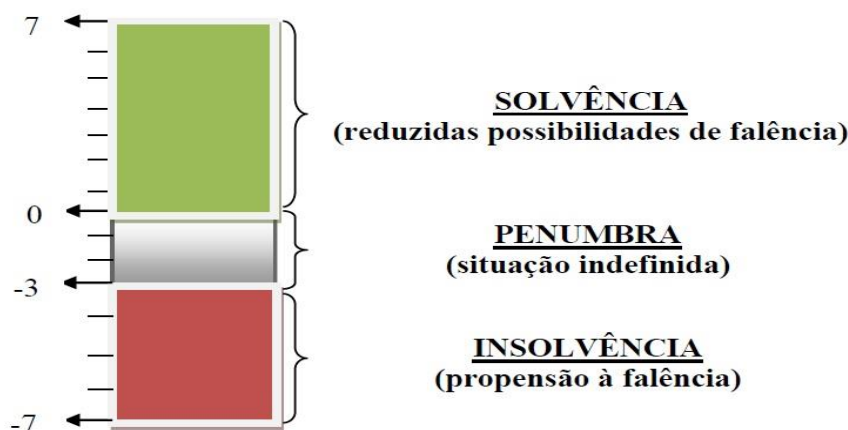 7
SOLVÊNCIA
(reduzidas possibilidades de falência)
0
PENUMBRA
(situação indefinida)
-3
INSOLVÊNCIA
(propensão à falência)
-7